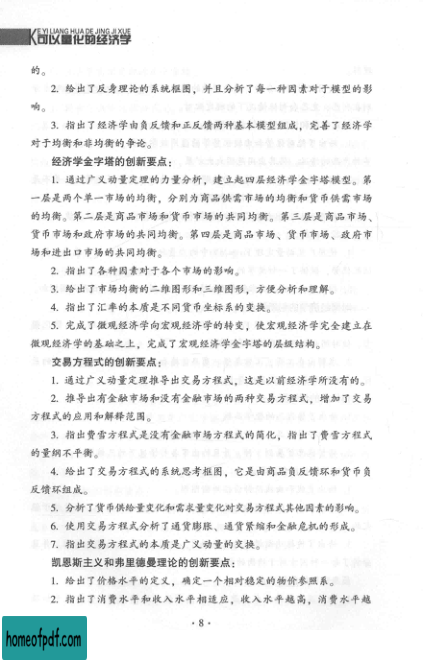 KE YI LIANG HUA DE JING JI XUE
可以量化的经济学
的。
2. 给出了反身理论的系统框图，并且分析了每一种因素对于模型的影
响。
3. 指出了经济学由负反馈和正反馈两种基本模型组成，完善了经济学
对于均衡和非均衡的争论。
经济学金字塔的创新要点：
1. 通过广义动量定理的力量分析，建立起四层经济学金字塔模型。第
一层是两个单一市场的均衡，分别为商品供需市场的均衡和货币供需市场
的均衡。第二层是商品市场和货币市场的共同均衡。第三层是商品市场、
货币市场和政府市场的共同均衡。第四层是商品市场、货币市场、政府市
场和进出口市场的共同均衡。
2. 指出了各种因素对于各个市场的影响。
3. 给出了市场均衡的二维图形和三维图形，方便分析和理解。
4. 指出了汇率的本质是不同货币坐标系的变换。
5. 完成了微观经济学向宏观经济学的转变，使宏观经济学完全建立在
微观经济学的基础之上，完成了宏观经济学金字塔的层级结构。
交易方程式的创新要点：
1. 通过广义动量定理推导出交易方程式，这是以前经济学所没有的。
2. 推导出有金融市场和没有金融市场的两种交易方程式，增加了交易
方程式的应用和解释范围。
3. 指出费雪方程式是没有金融市场方程式的简化，指出了费雪方程式
的量纲不平衡。
4. 给出了交易方程式的系统思考框图，它是由商品负反馈环和货币负
反馈环组成。
5. 分析了货币供给量变化和需求量变化对交易方程式其他因素的影响。
6. 使用交易方程式分析了通货膨胀、通货紧缩和金融危机的形成。
7. 指出交易方程式的本质是广义动量的交换。
凯恩斯主义和弗里德曼理论的创新要点：
1. 给出了价格水平的定义，确定一个相对稳定的物价参照系。
2. 指出了消费水平和收入水平相适应，收入水平越高，消费水平越
· 8 ·
homeofpdf.com